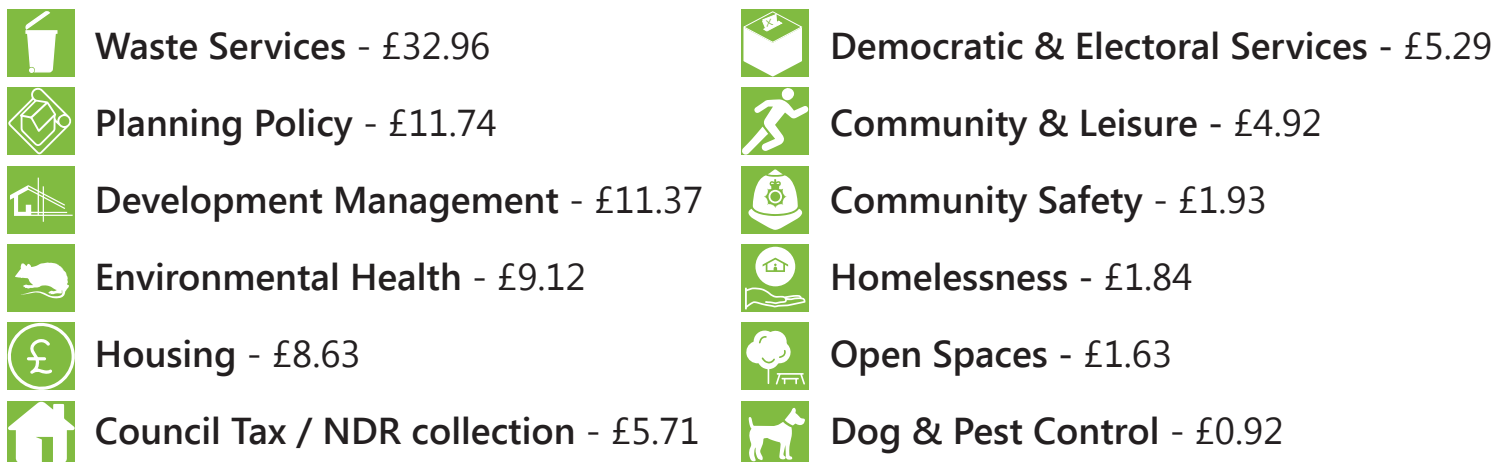 Waste Services - £32.96
Planning Policy - £11.74
Development Management - £11.37
Environmental Health - £9.12
Housing - £8.63
Council Tax / NDR collection - £5.71
Democratic & Electoral Services - £5.29
Community & Leisure - £4.92
Community Safety - £1.93
Homelessness - £1.84
Open Spaces - £1.63
Dog & Pest Control - £0.92